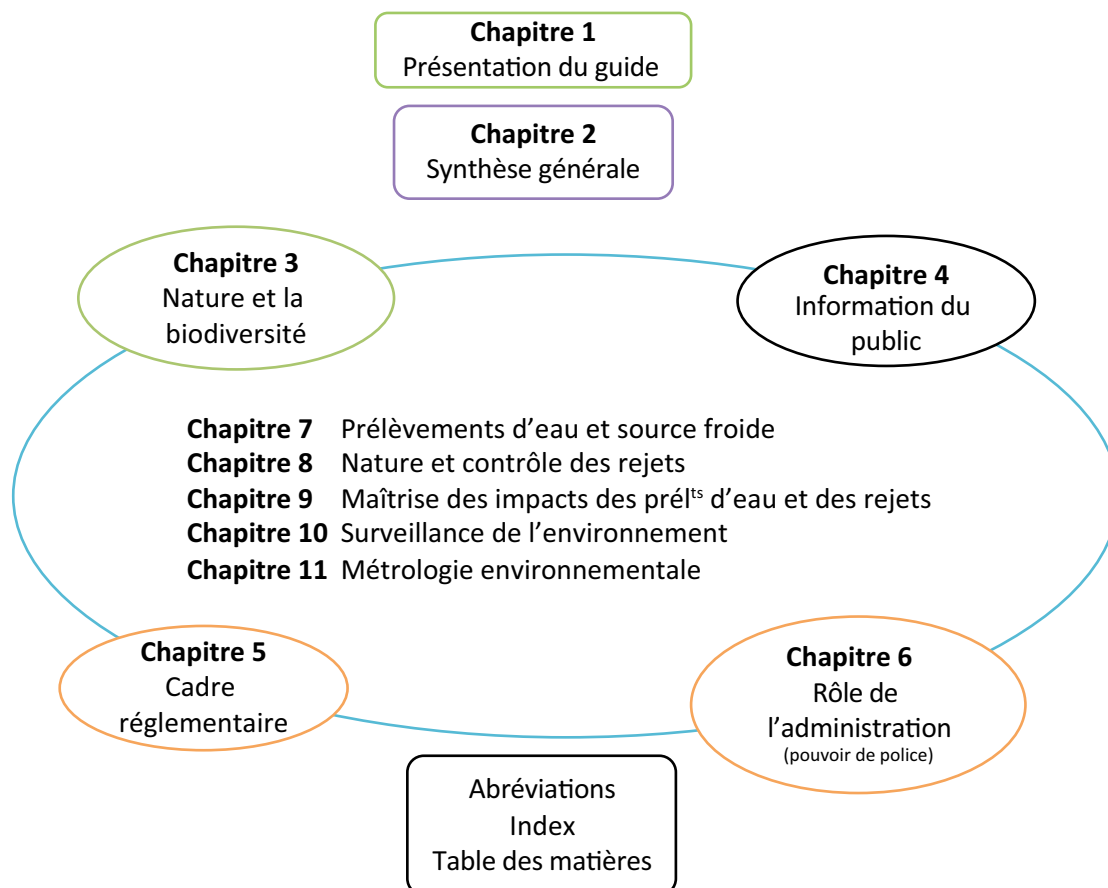 Chapitre 1
Présentation du guide
Chapitre 2
Synthèse générale
Chapitre 3
Nature et la
biodiversité
Chapitre 4
Information du
public
Chapitre 7 Prélèvements d’eau et source froide
Chapitre 8 Nature et contrôle des rejets
Chapitre 9 Maîtrise des impacts des prélts d’eau et des rejets
Chapitre 10 Surveillance de l’environnement
Chapitre 11 Métrologie environnementale
Chapitre 5
Cadre
réglementaire
Chapitre 6
Rôle de
l’administration
(pouvoir de police)
Abréviations
Index
Table des matières